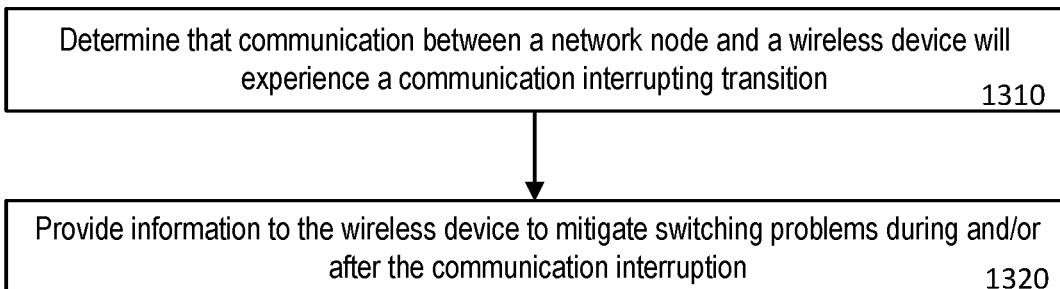 Determine that communication between a network node and a wireless device will
experience a communication interrupting transition
1310
Provide information to the wireless device to mitigate switching problems during and/or
after the communication interruption
1320